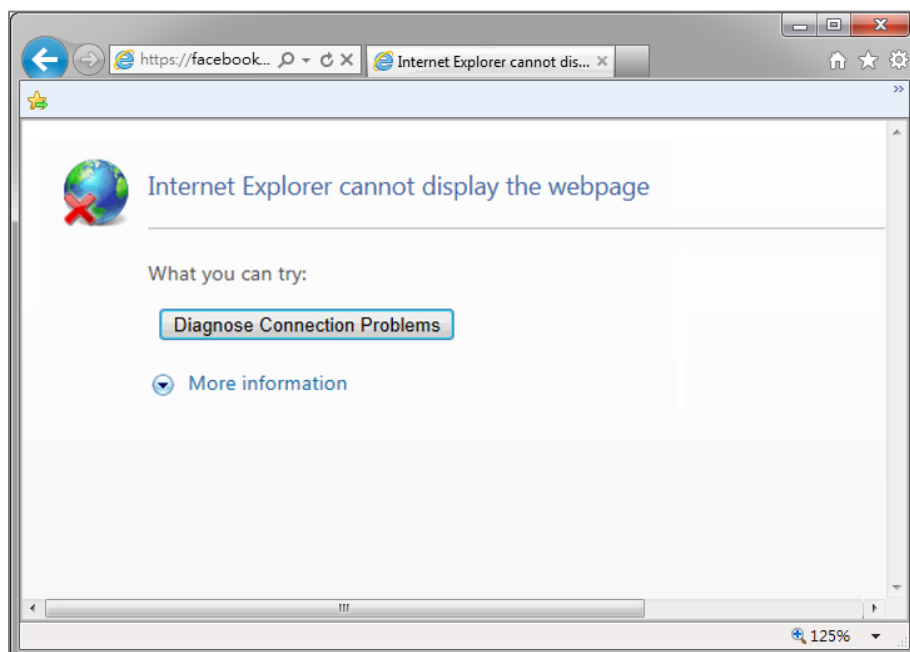 https://facebook...
Internet Explorer cannot dis...
Internet Explorer cannot display the webpage
What you can try:
Diagnose Connection Problems
More information
125%